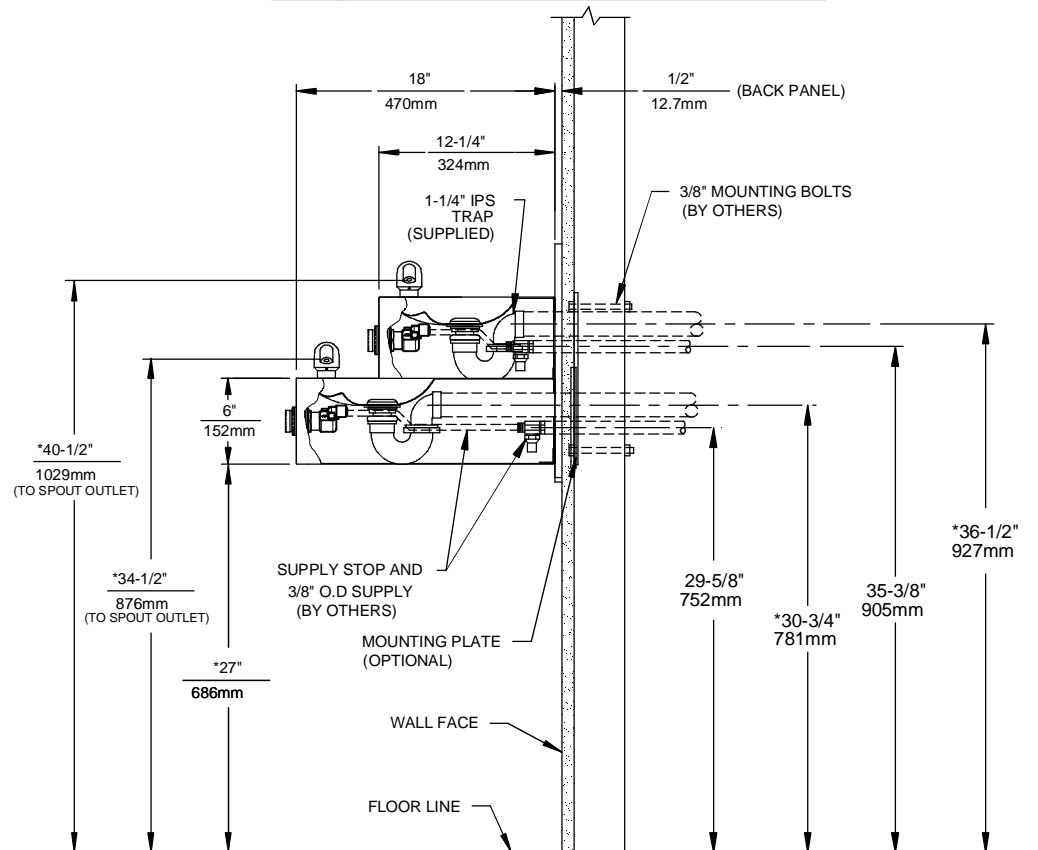 18"
470mm
1/2"
12.7mm
(BACK PANEL)
12-1/4"
324mm
1-1/4" IPS
TRAP
(SUPPLIED)
3/8" MOUNTING BOLTS
(BY OTHERS)
6"
152mm
*40-1/2"
1029mm
(TO SPOUT OUTLET)
*34-1/2"
876mm
(TO SPOUT OUTLET)
*27"
686mm
SUPPLY STOP AND
3/8" O.D SUPPLY
(BY OTHERS)
MOUNTING PLATE
(OPTIONAL)
WALL FACE
FLOOR LINE
29-5/8"
752mm
*30-3/4"
781mm
35-3/8"
905mm
*36-1/2"
927mm